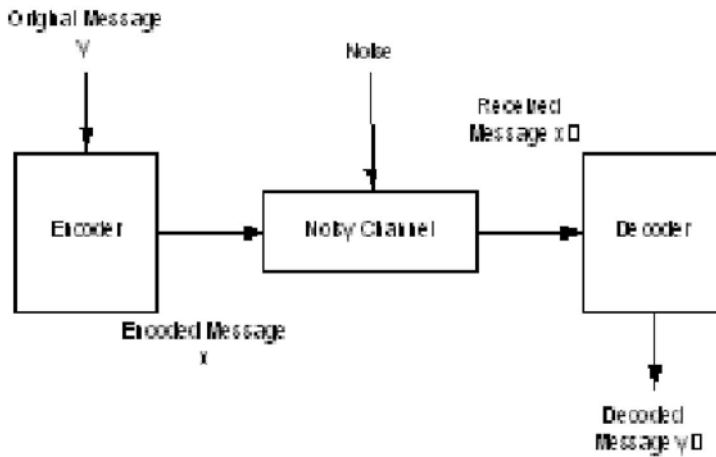 Original Message
y
Noise
Received
Message x□
Encoder
Noisy Channel
Decoder
Encoded Message
x
Decoded
Message y□